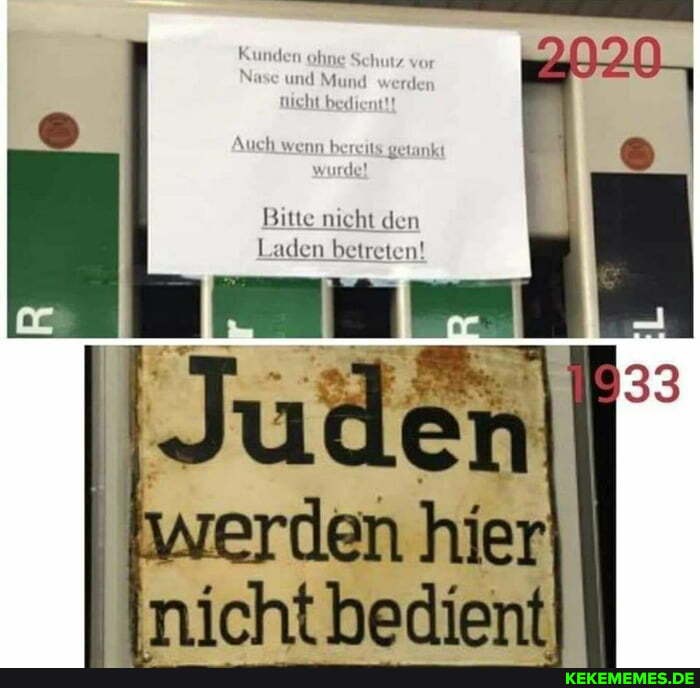 Kunden ohne Schutz vor
Nase und Mund werden
nicht bedient!!
Auch wenn bereits getankt
wurde!
Bitte nicht den
Laden betreten!
2020
R
R
L
Juden
werden hier
nicht bedient
1933
KEKEMEMES.DE